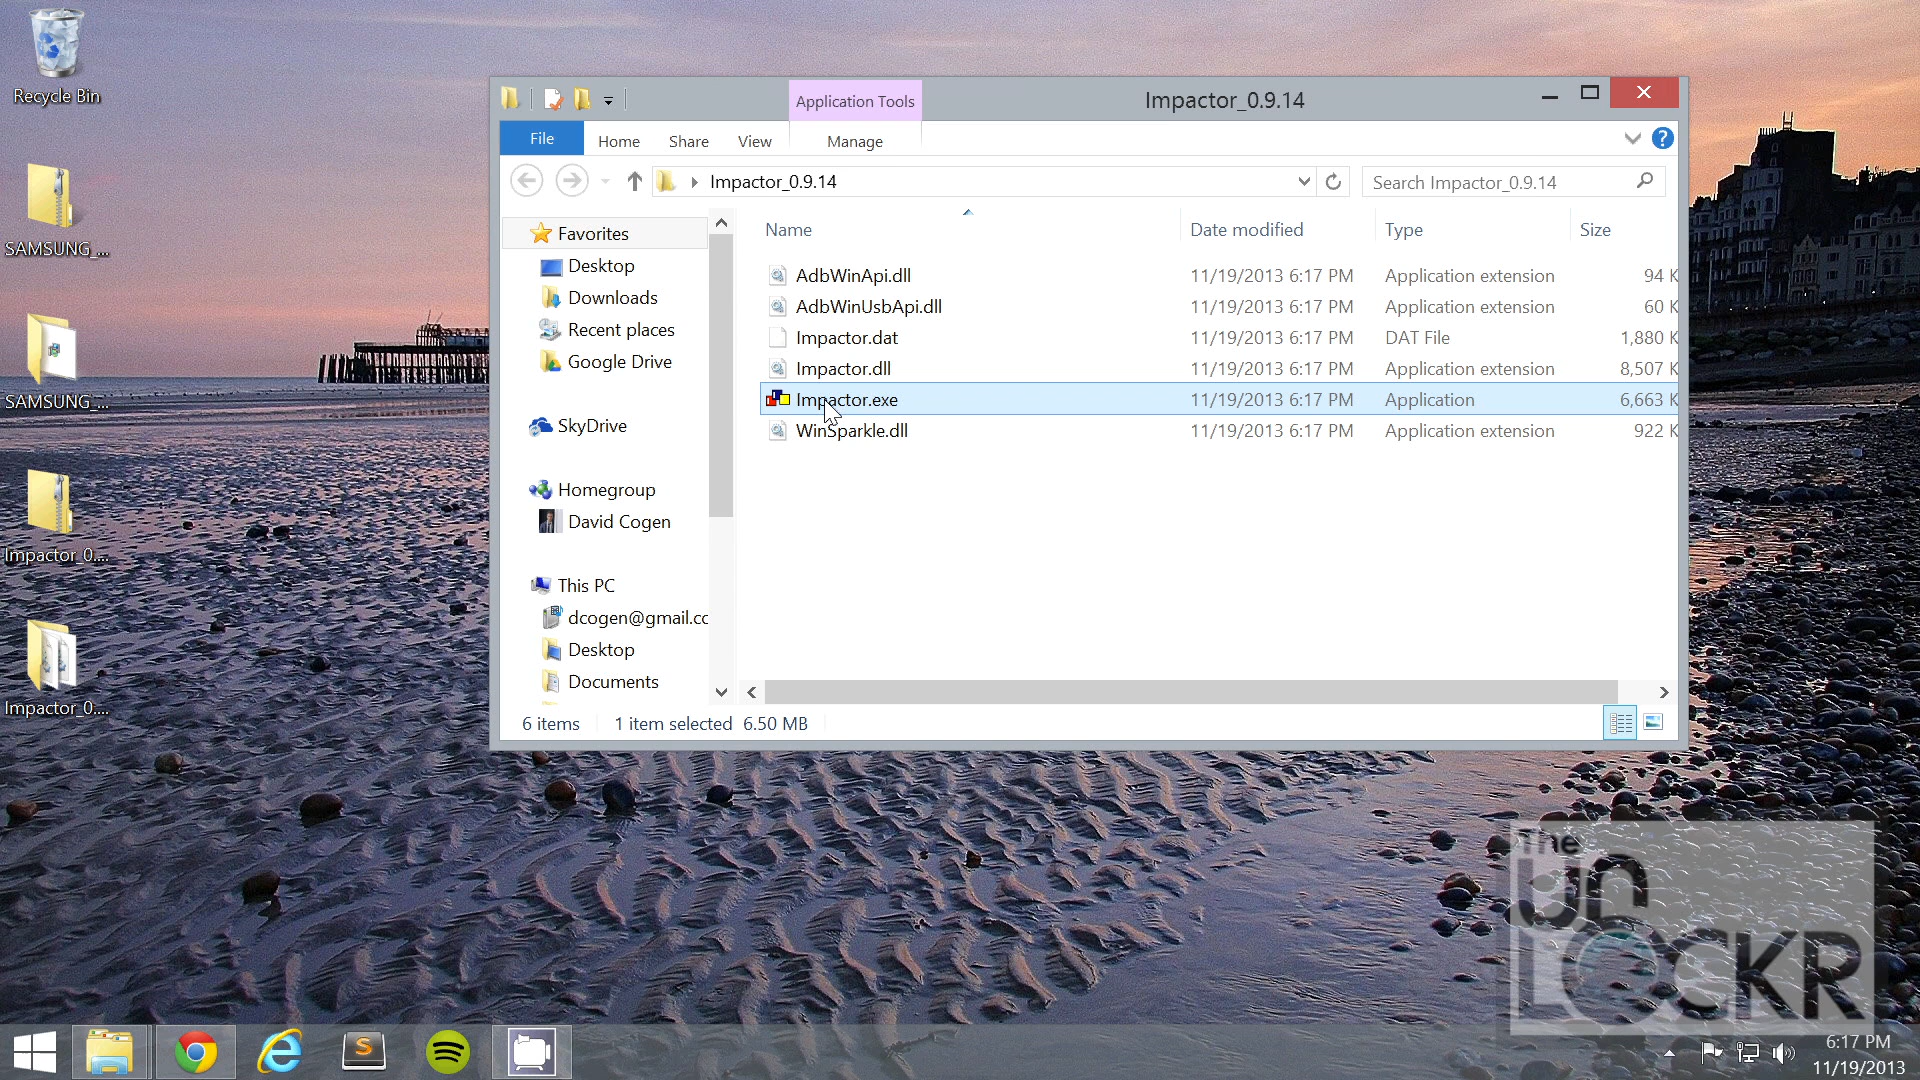 Recycle Bin
SAMSUNG_...
SAMSUNG_...
Impactor_0....
Impactor_0....
Application Tools
Impactor_0.9.14
File
Home
Share
View
Manage
Impactor_0.9.14
Search Impactor_0.9.14
Favorites
Desktop
Downloads
Recent places
Google Drive
SkyDrive
Homegroup
David Cogen
This PC
dcogen@gmail.cc
Desktop
Documents
Name Date modified Type Size
AdbWinApi.dll 11/19/2013 6:17 PM Application extension 94 K
AdbWinUsbApi.dll 11/19/2013 6:17 PM Application extension 60 K
Impactor.dat 11/19/2013 6:17 PM DAT File 1,880 K
Impactor.dll 11/19/2013 6:17 PM Application extension 8,507 K
Impactor.exe 11/19/2013 6:17 PM Application 6,663 K
WinSparkle.dll 11/19/2013 6:17 PM Application extension 922 K
6 items 1 item selected 6.50 MB
The
UN
LOCKR
6:17 PM
11/19/2013